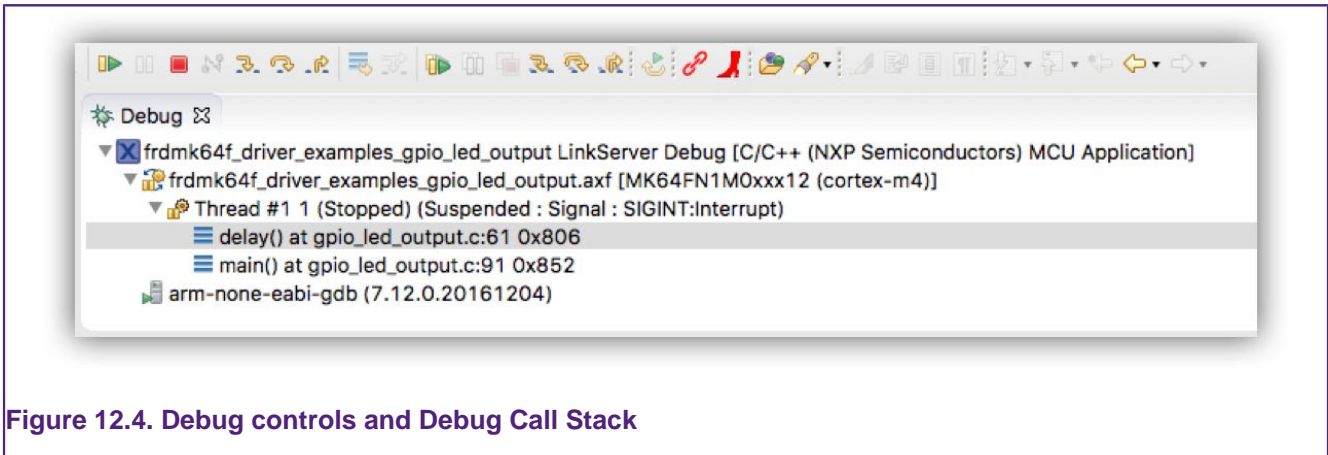 Debug
frdmk64f_driver_examples_gpio_led_output LinkServer Debug [C/C++ (NXP Semiconductors) MCU Application]
frdmk64f_driver_examples_gpio_led_output.axf [MK64FN1M0xxx12 (cortex-m4)]
Thread #1 1 (Stopped) (Suspended : Signal : SIGINT:Interrupt)
delay() at gpio_led_output.c:61 0x806
main() at gpio_led_output.c:91 0x852
arm-none-eabi-gdb (7.12.0.20161204)
Figure 12.4. Debug controls and Debug Call Stack